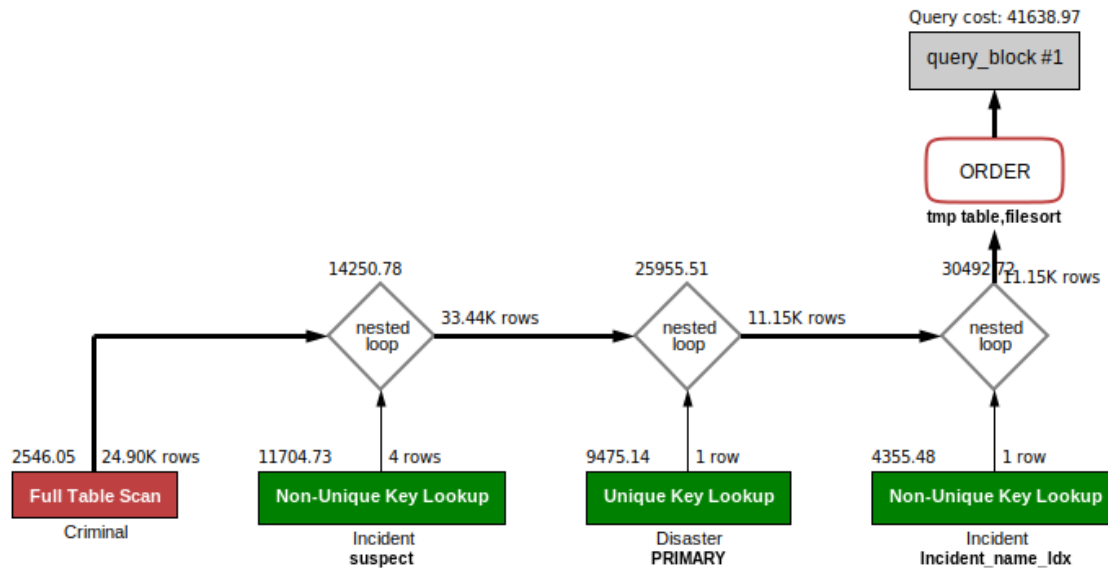 Query cost: 41638.97
query_block #1
ORDER
tmp table,filesort
14250.78
25955.51
30492.72
11.15K rows
nested
loop
33.44K rows
nested
loop
11.15K rows
nested
loop
2546.05
24.90K rows
11704.73
4 rows
9475.14
1 row
4355.48
1 row
Full Table Scan
Non-Unique Key Lookup
Unique Key Lookup
Non-Unique Key Lookup
Criminal
Incident
suspect
Disaster
PRIMARY
Incident
Incident_name_Idx